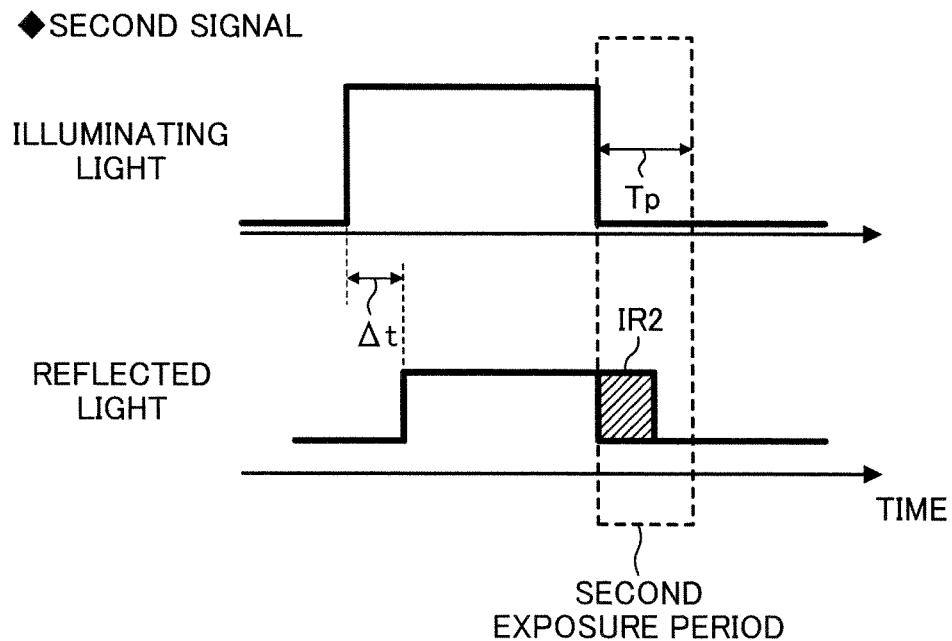 ◆SECOND SIGNAL
ILLUMINATING
LIGHT
Tp
Δt
IR2
REFLECTED
LIGHT
TIME
SECOND
EXPOSURE PERIOD